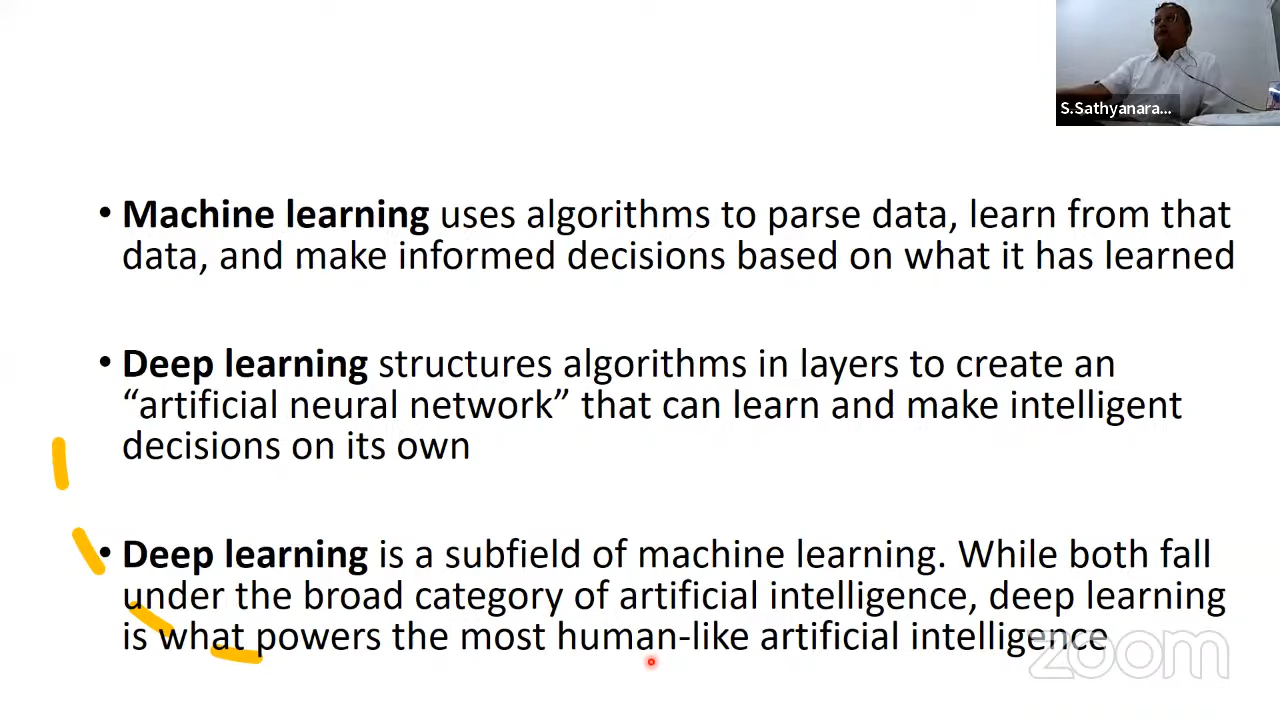 S.Sathyanara...
• Machine learning uses algorithms to parse data, learn from that
data, and make informed decisions based on what it has learned
• Deep learning structures algorithms in layers to create an
“artificial neural network” that can learn and make intelligent
decisions on its own
• Deep learning is a subfield of machine learning. While both fall
under the broad category of artificial intelligence, deep learning
is what powers the most human-like artificial intelligence
zoom